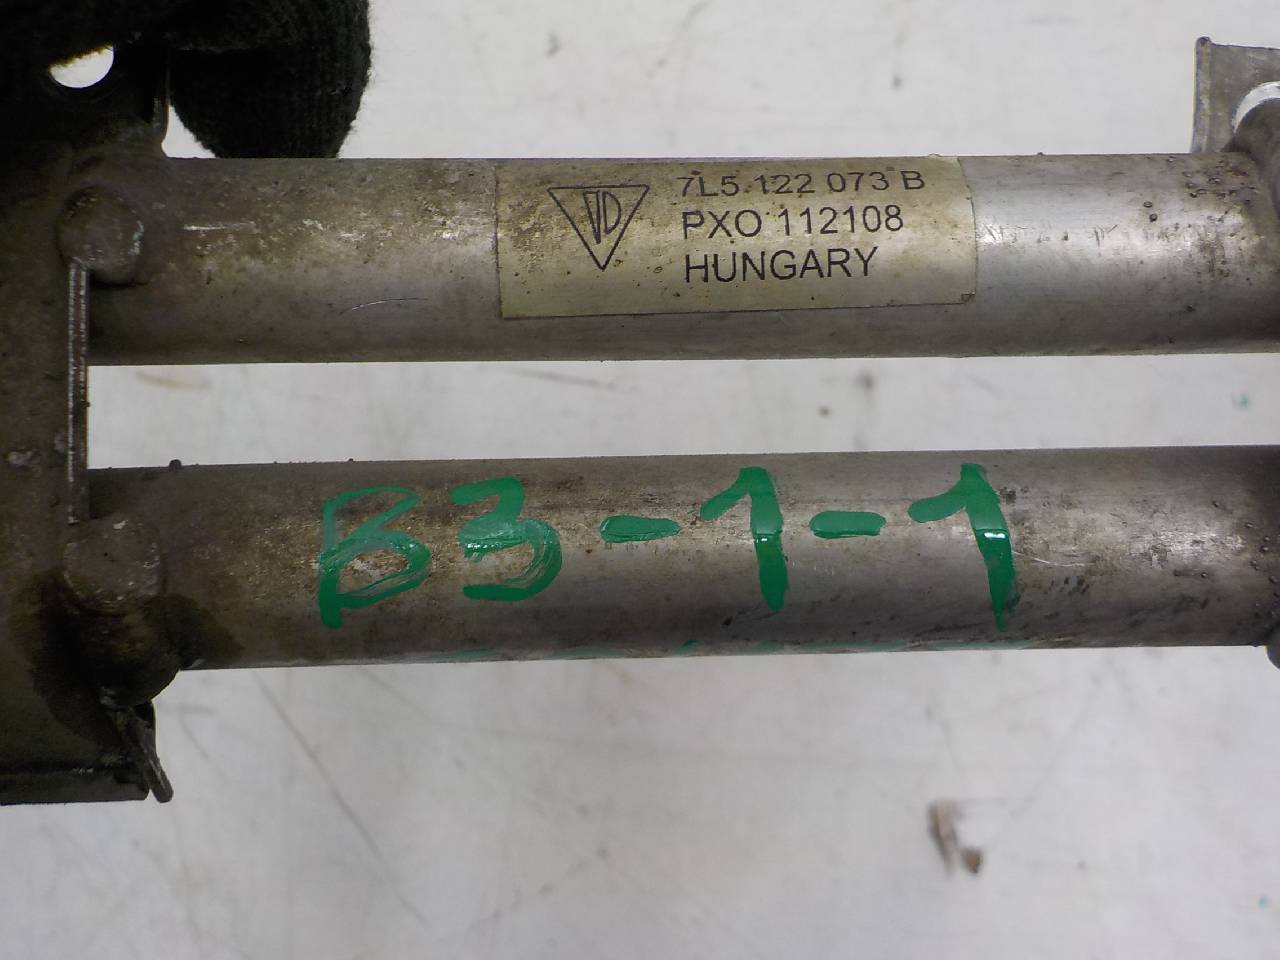 7L5.122 073 B
PXO 112108
HUNGARY
B3-1-1